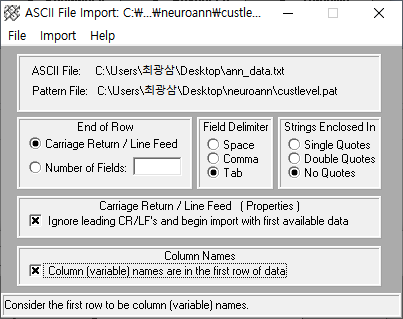 ASCII File Import: C:₩...₩neuroann₩custle...
File Import Help
ASCII File: C:₩Users₩최광삼₩Desktop₩ann_data.txt
Pattern File: C:₩Users₩최광삼₩Desktop₩neuroann₩custlevel.pat
End of Row
Carriage Return / Line Feed
Number of Fields:
Field Delimiter
Space
Comma
Tab
Strings Enclosed In
Single Quotes
Double Quotes
No Quotes
Carriage Return / Line Feed ( Properties )
Ignore leading CR/LF's and begin import with first available data
Column Names
Column (variable) names are in the first row of data
Consider the first row to be column (variable) names.